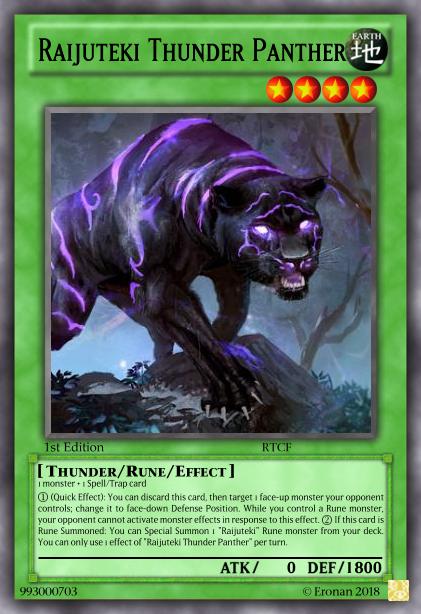 Raijuteki Thunder Panther
EARTH
地
1st Edition
RTCF
[ Thunder/Rune/Effect ]
1 monster + 1 Spell/Trap card
① (Quick Effect): You can discard this card, then target 1 face-up monster your opponent
controls; change it to face-down Defense Position. While you control a Rune monster,
your opponent cannot activate monster effects in response to this effect. ② If this card is
Rune Summoned: You can Special Summon 1 "Raijuteki" Rune monster from your deck.
You can only use 1 effect of "Raijuteki Thunder Panther" per turn.
ATK/ 0 DEF/1800
993000703
© Eronan 2018